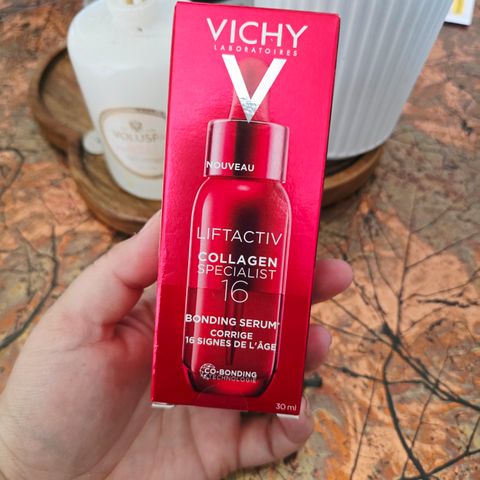 VICHY
LABORATOIRES
NOUVEAU
LIFTACTIV
COLLAGEN
SPECIALIST
16
BONDING SERUM
CORRIGE
16 SIGNES DE L'ÂGE
CO-BONDING
TECHNOLOGIE
30 ml